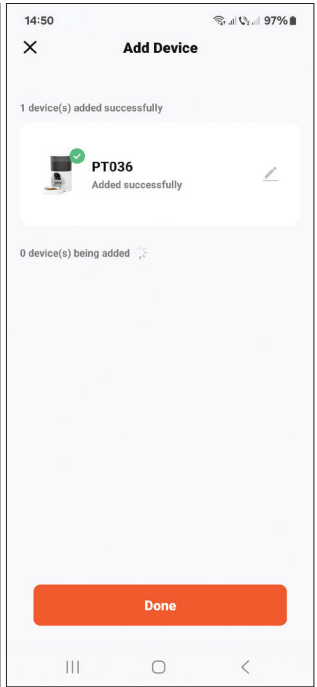 14:50
97%
Add Device
1 device(s) added successfully
PT036
Added successfully
0 device(s) being added
Done